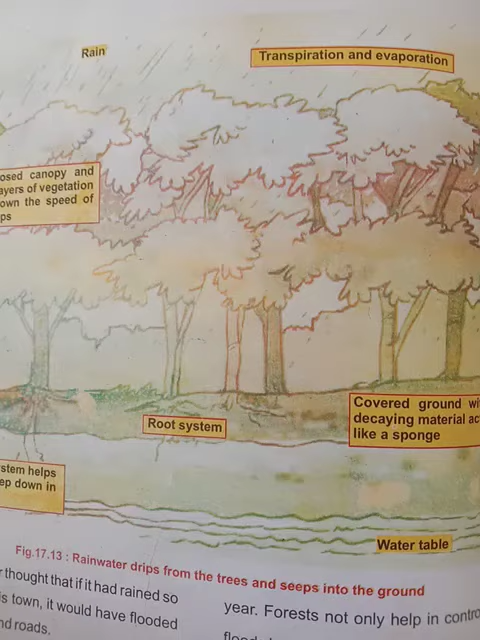 Rain
Transpiration and evaporation
osed canopy and
ayers of vegetation
own the speed of
ps
Root system
Covered ground wi
decaying material ac
like a sponge
stem helps
ep down in
Water table
Fig.17.13 : Rainwater drips from the trees and seeps into the ground
r thought that if it had rained so
is town, it would have flooded
nd roads.
year. Forests not only help in contro